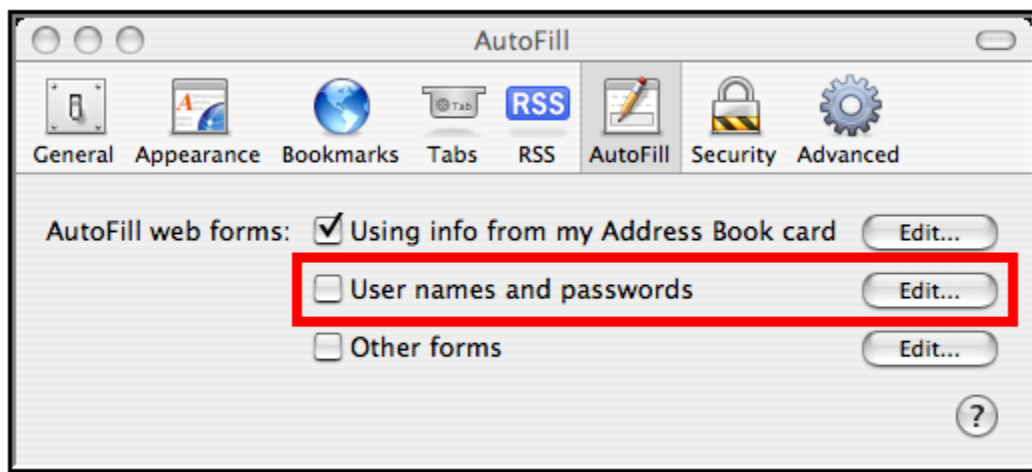 AutoFill
Tab RSS
General Appearance Bookmarks Tabs RSS AutoFill Security Advanced
AutoFill web forms: Using info from my Address Book card Edit...
User names and passwords Edit...
Other forms Edit...
?